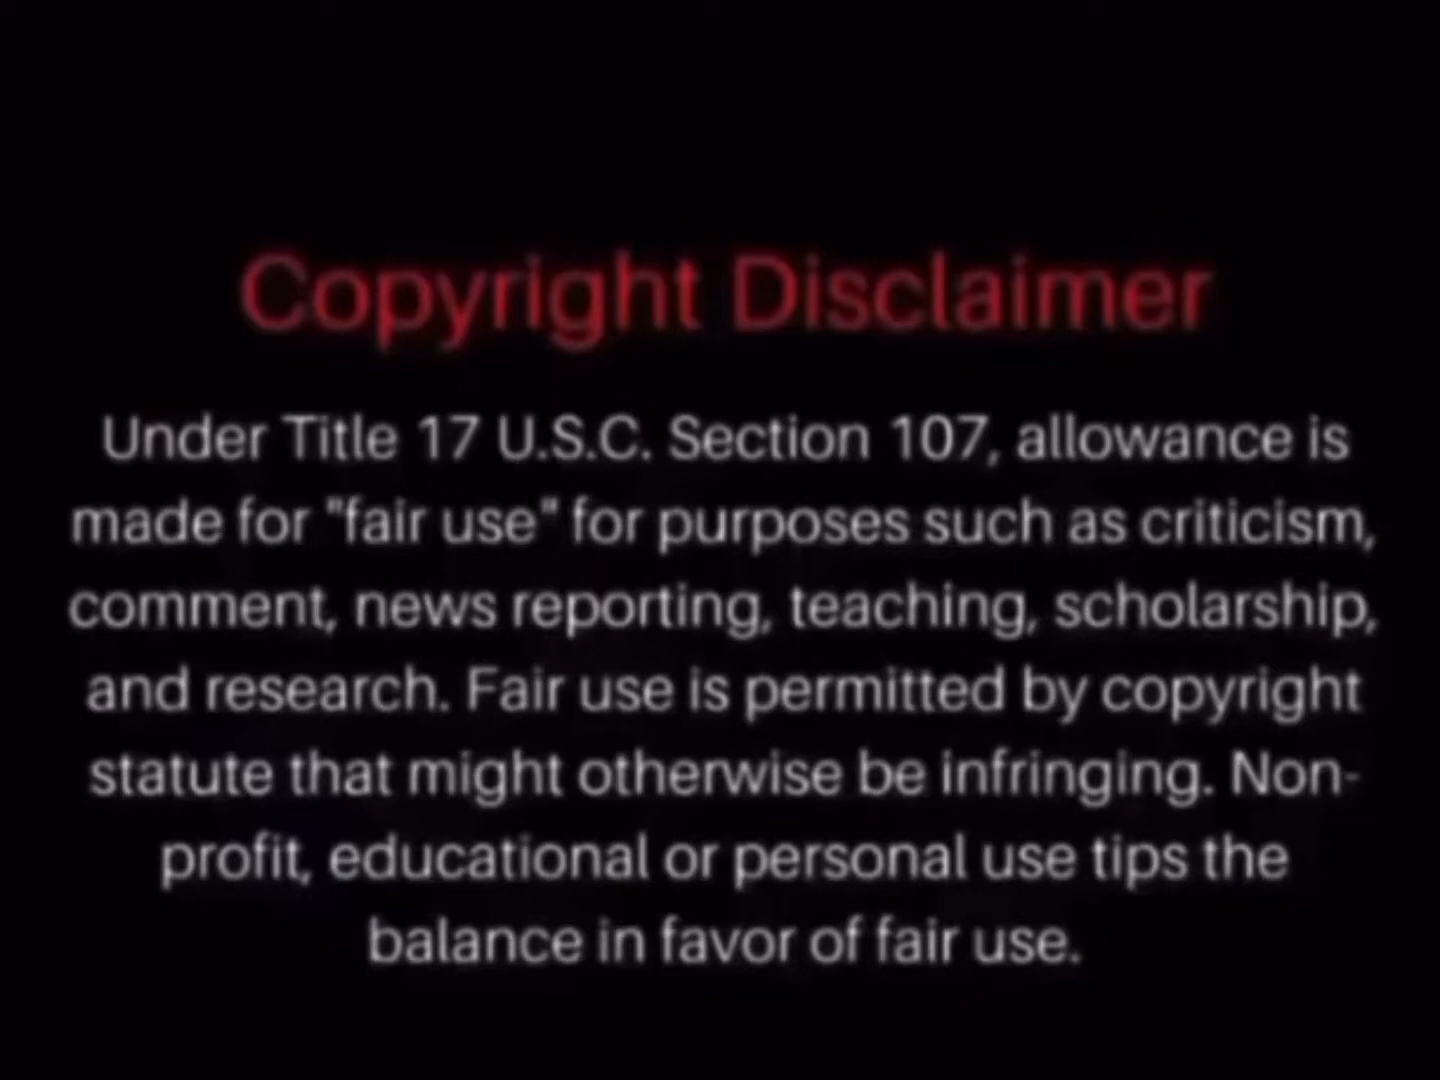 Copyright Disclaimer
Under Title 17 U.S.C. Section 107, allowance is
made for "fair use" for purposes such as criticism,
comment, news reporting, teaching, scholarship,
and research. Fair use is permitted by copyright
statute that might otherwise be infringing. Non-
profit, educational or personal use tips the
balance in favor of fair use.